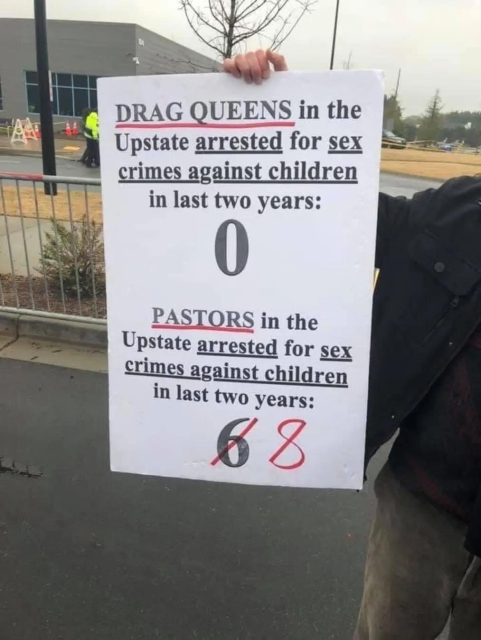 DRAG QUEENS in the
Upstate arrested for sex
crimes against children
in last two years:
0
PASTORS in the
Upstate arrested for sex
crimes against children
in last two years:
6 8